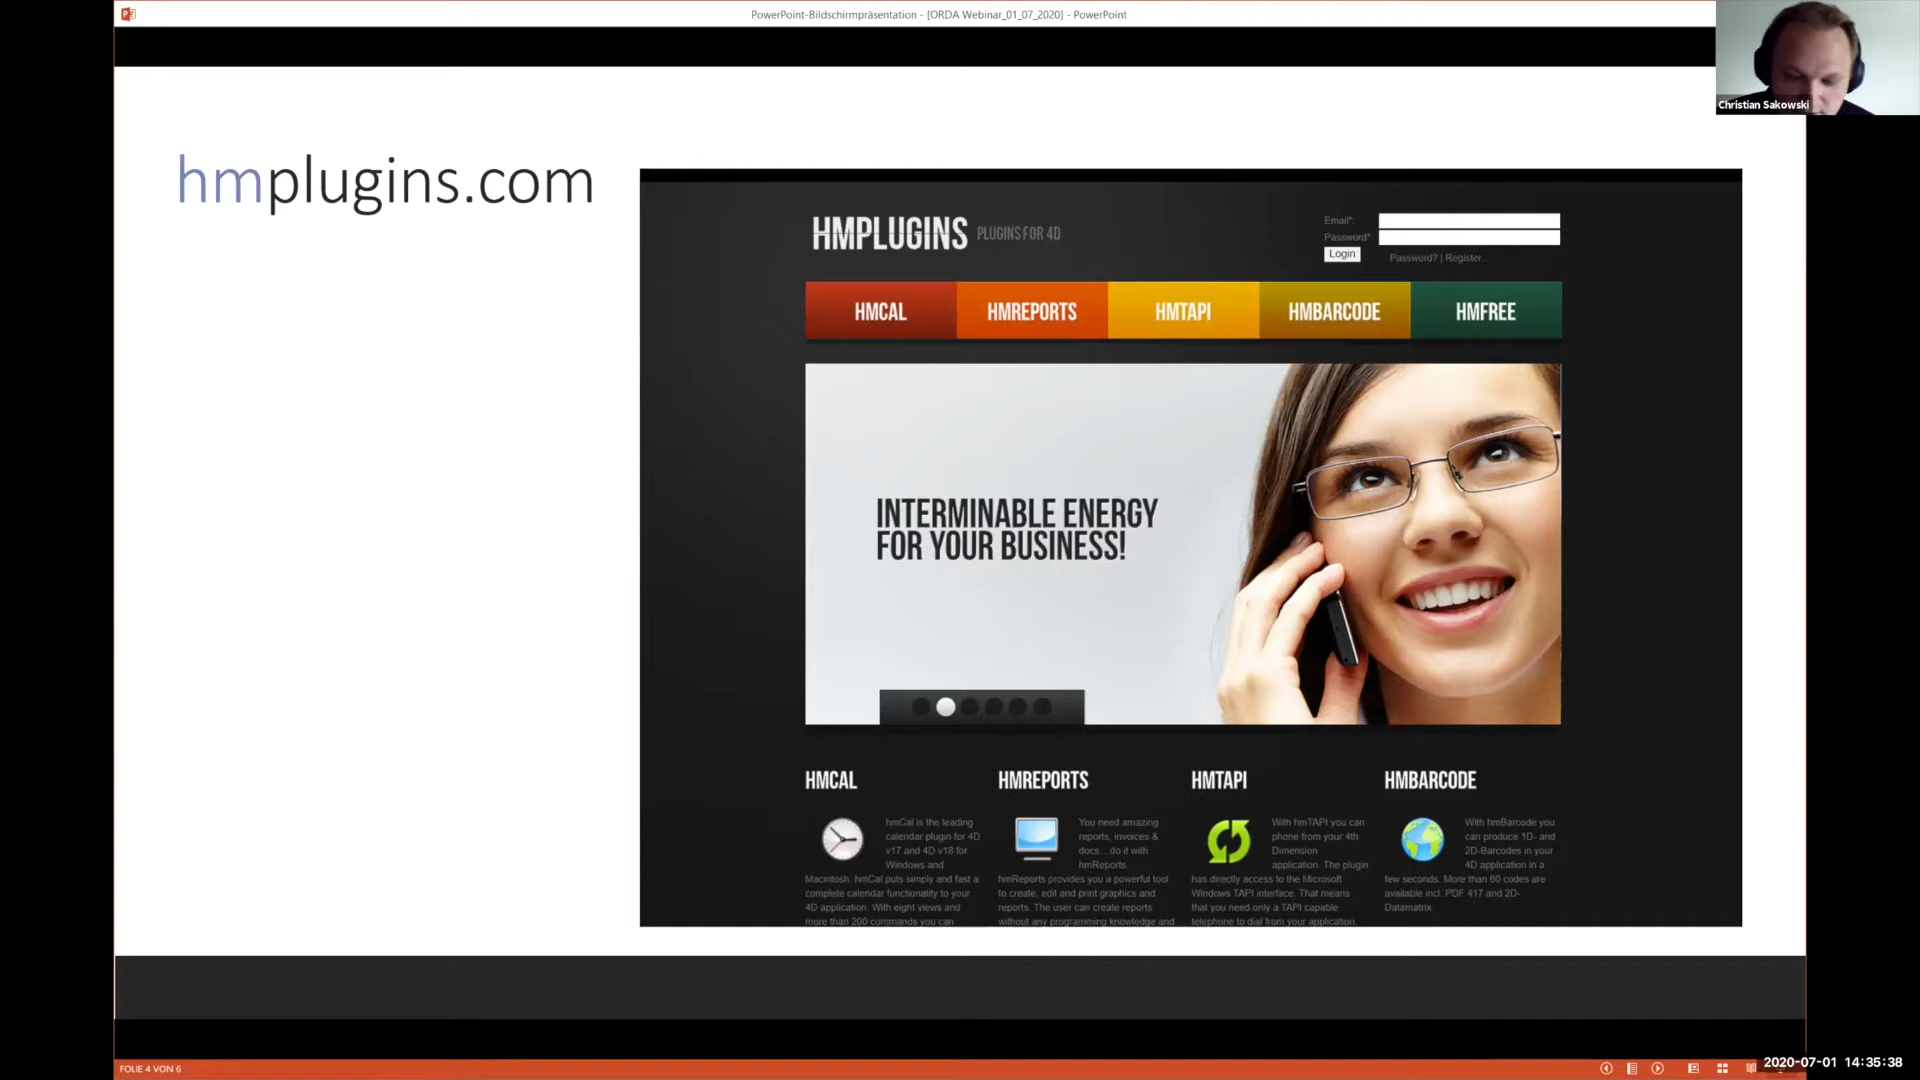 PowerPoint-Bildschirmpräsentation - [ORDA Webinar_01_07_2020] - PowerPoint
Christian Sakowski
hmplugins.com
HMPLUGINS PLUGINS FOR 4D
Email*:
Password*
Login
Password? | Register..
HMCAL HMREPORTS HMTAPI HMBARCODE HMFREE
INTERMINABLE ENERGY
FOR YOUR BUSINESS!
HMCAL
hmCal is the leading
calendar plugin for 4D
v17 and 4D v18 for
Windows and
Macintosh. hmCal puts simply and fast a
complete calendar functionality to your
4D application. With eight views and
more than 200 commands you can
HMREPORTS
You need amazing
reports, invoices &
docs... do it with
hmReports.
hmReports provides you a powerful tool
to create, edit and print graphics and
reports. The user can create reports
without any programming knowledge and
HMTAPI
With hmTAPI you can
phone from your 4th
Dimension
application. The plugin
has directly access to the Microsoft
Windows TAPI interface. That means
that you need only a TAPI capable
telephone to dial from your application.
HMBARCODE
With hmBarcode you
can produce 1D- and
2D-Barcodes in your
4D application in a
few seconds. More than 60 codes are
available incl. PDF 417 and 2D-
Datamatrix.
FOLIE 4 VON 6
2020-07-01 14:35:38